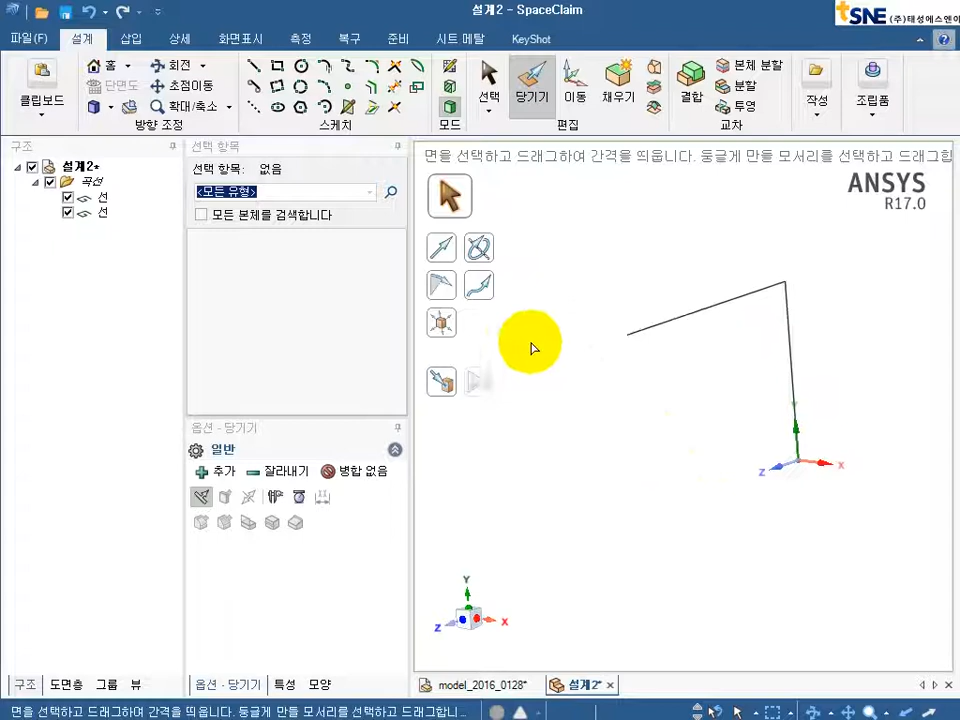 설계2 - SpaceClaim
tSNE (주)태성에스엔이
파일(F) 설계 삽입 상세 화면표시 측정 복구 준비 시트 메탈 KeyShot
클립보드
홈 회전
단면도 초점이동
확대/축소
방향 조정
스케치
모드
선택 당기기 이동 채우기
편집
결합
본체 분할
분할
투영
교차
작성
조립품
구조
설계2*
곡선
선
선
선택 항목
선택 항목: 없음
<모든 유형>
모든 본체를 검색합니다
옵션 - 당기기
일반
추가 잘라내기 병합 없음
면을 선택하고 드래그하여 간격을 띄웁니다. 둥글게 만들 모서리를 선택하고 드래그합
ANSYS
R17.0
Y
Z
X
Y
Z
X
구조 도면층 그룹 뷰
옵션 - 당기기 특성 모양
model_2016_0128* 설계2*
면을 선택하고 드래그하여 간격을 띄웁니다. 둥글게 만들 모서리를 선택하고 드래그합니...